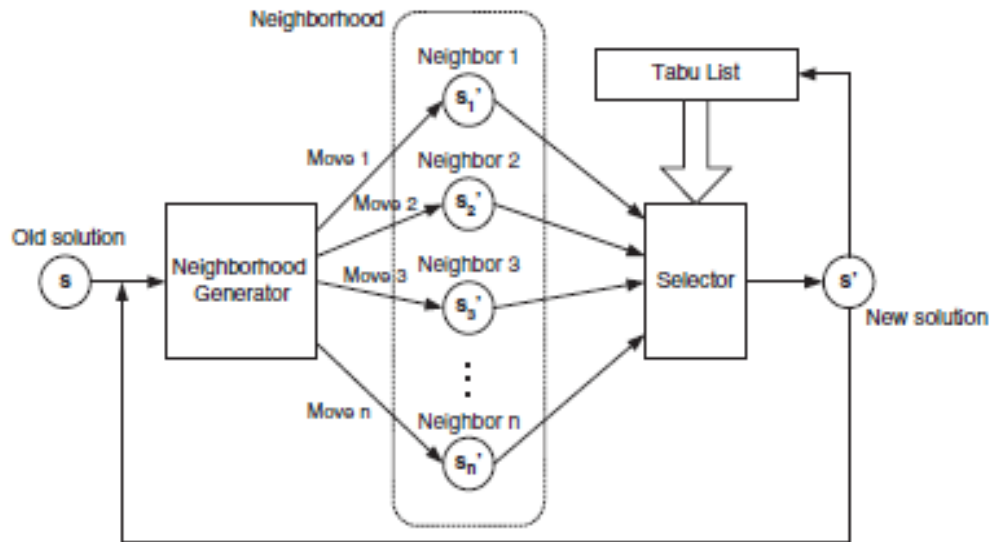 Neighborhood
Neighbor 1
s₁'
Tabu List
Move 1
Neighbor 2
Move 2
s₂'
Old solution
s
Neighborhood
Generator
Neighbor 3
Move 3
s₃'
Selector
s'
New solution
Move n
Neighbor n
sₙ'